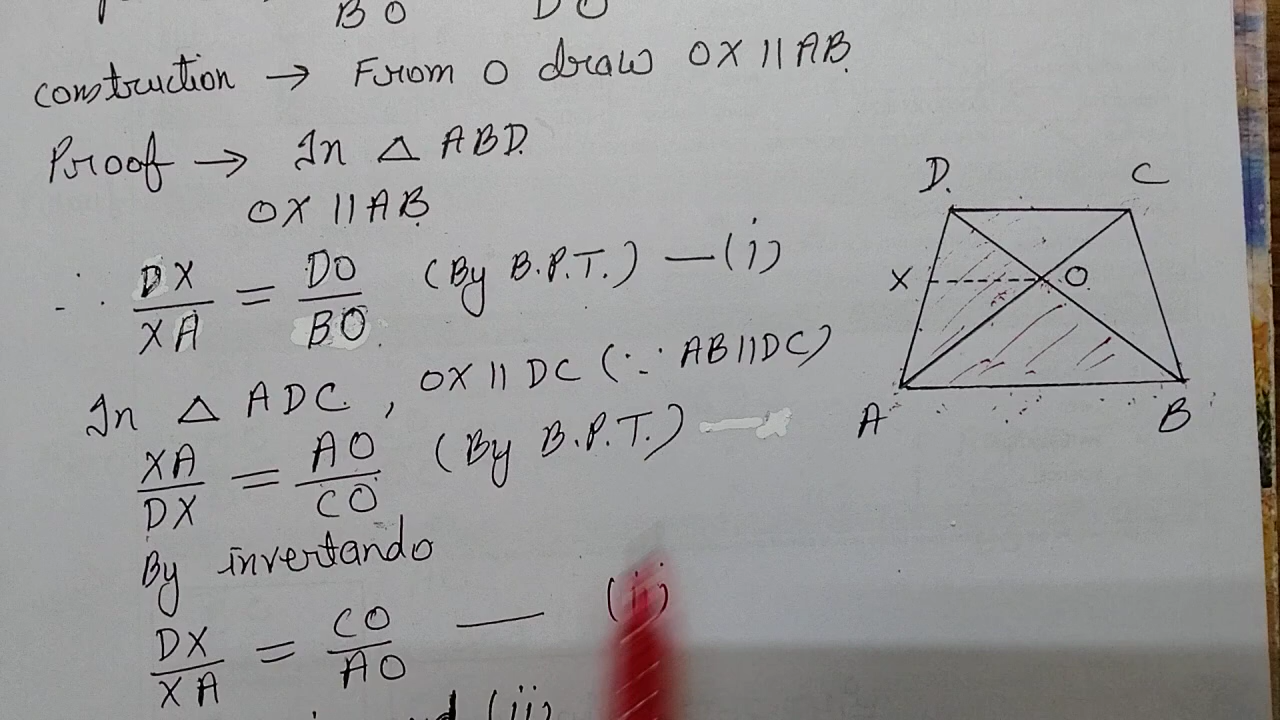 BO DO
construction → From O draw OX || AB.
Proof → In △ ABD.
OX || AB
∴ DX/XA = DO/BO (By B.P.T.) —(i)
In △ ADC, OX || DC (∵ AB || DC)
XA/DX = AO/CO (By B.P.T.) —
By invertando
DX/XA = CO/AO — (ii)
(ii)
D. C
X O
A B